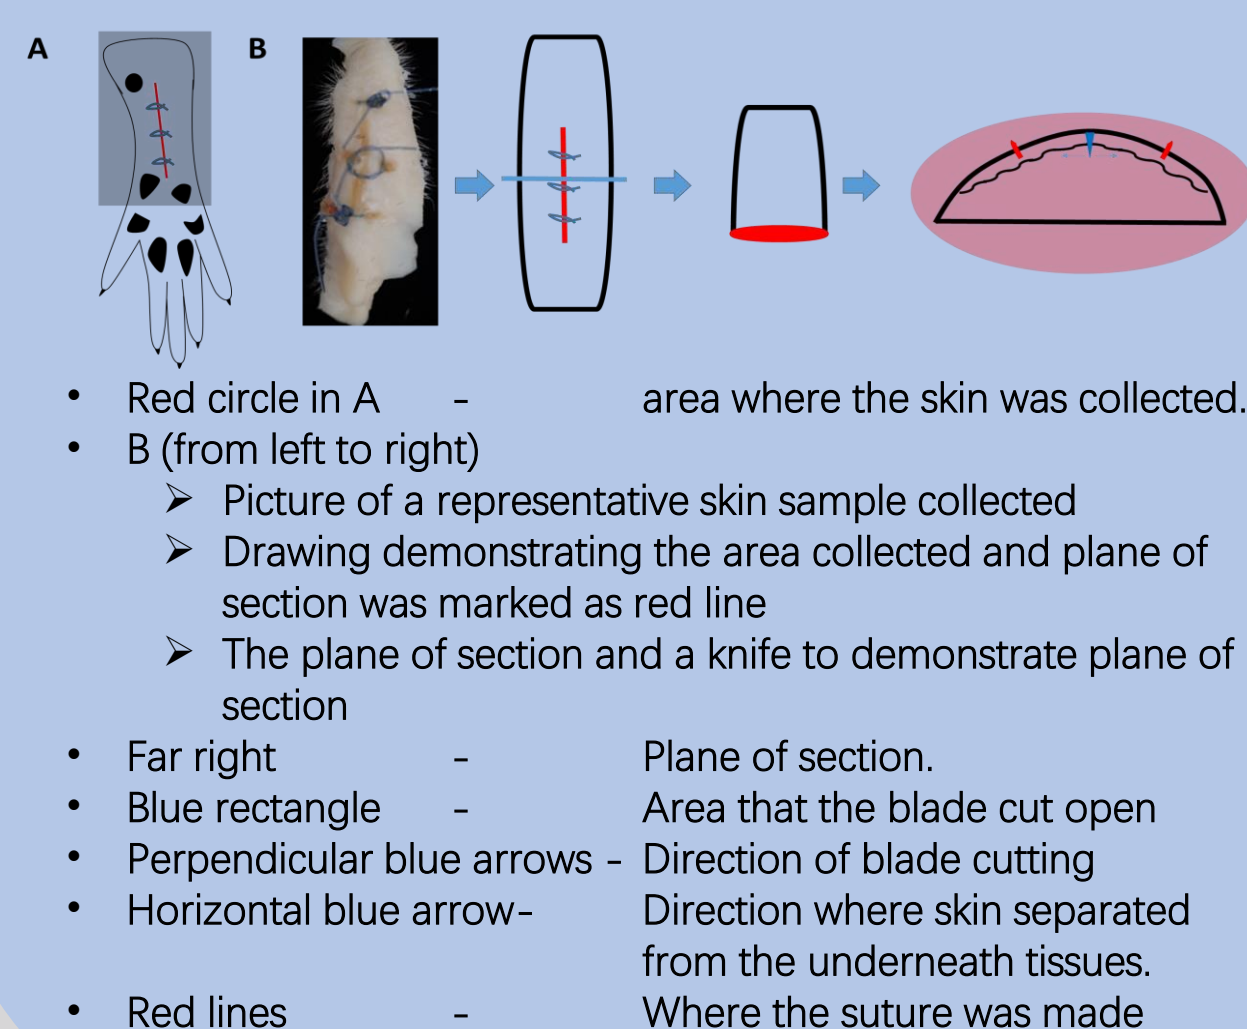 A B
• Red circle in A - area where the skin was collected.
• B (from left to right)
➢ Picture of a representative skin sample collected
➢ Drawing demonstrating the area collected and plane of
section was marked as red line
➢ The plane of section and a knife to demonstrate plane of
section
• Far right - Plane of section.
• Blue rectangle - Area that the blade cut open
• Perpendicular blue arrows - Direction of blade cutting
• Horizontal blue arrow- Direction where skin separated
from the underneath tissues.
• Red lines - Where the suture was made